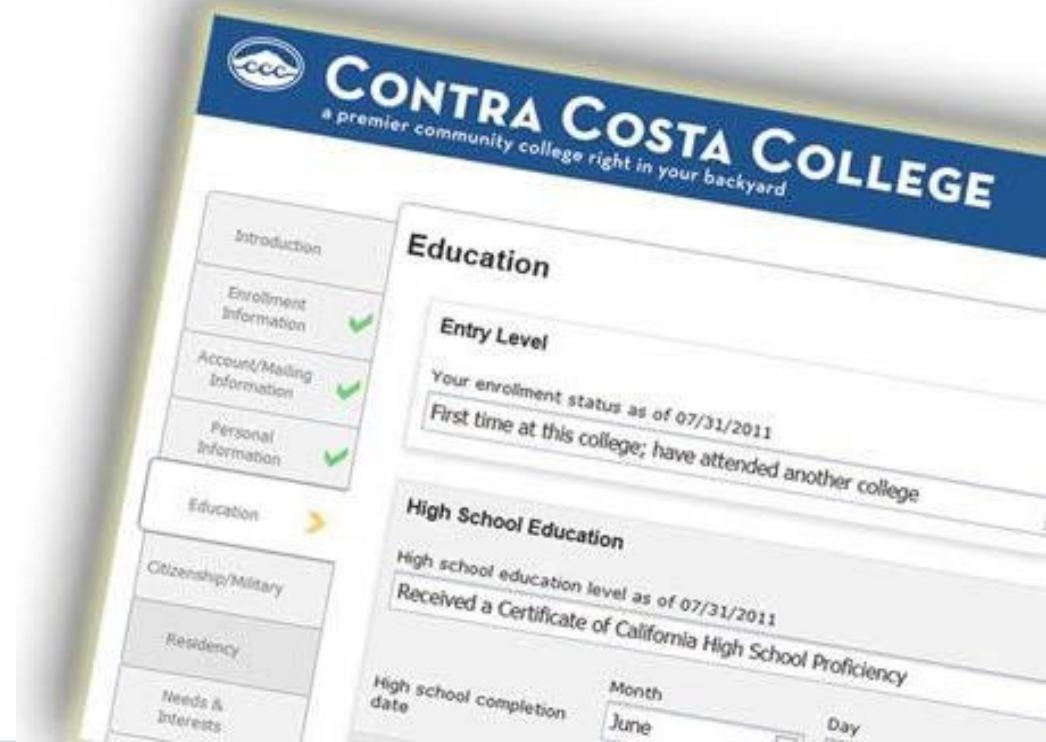 CCC
CONTRA COSTA COLLEGE
a premier community college right in your backyard
Introduction
Enrollment
Information
Account/Mailing
Information
Personal
Information
Education
Citizenship/Military
Residency
Needs &
Interests
Education
Entry Level
Your enrollment status as of 07/31/2011
First time at this college; have attended another college
High School Education
High school education level as of 07/31/2011
Received a Certificate of California High School Proficiency
High school completion
date
Month
June
Day